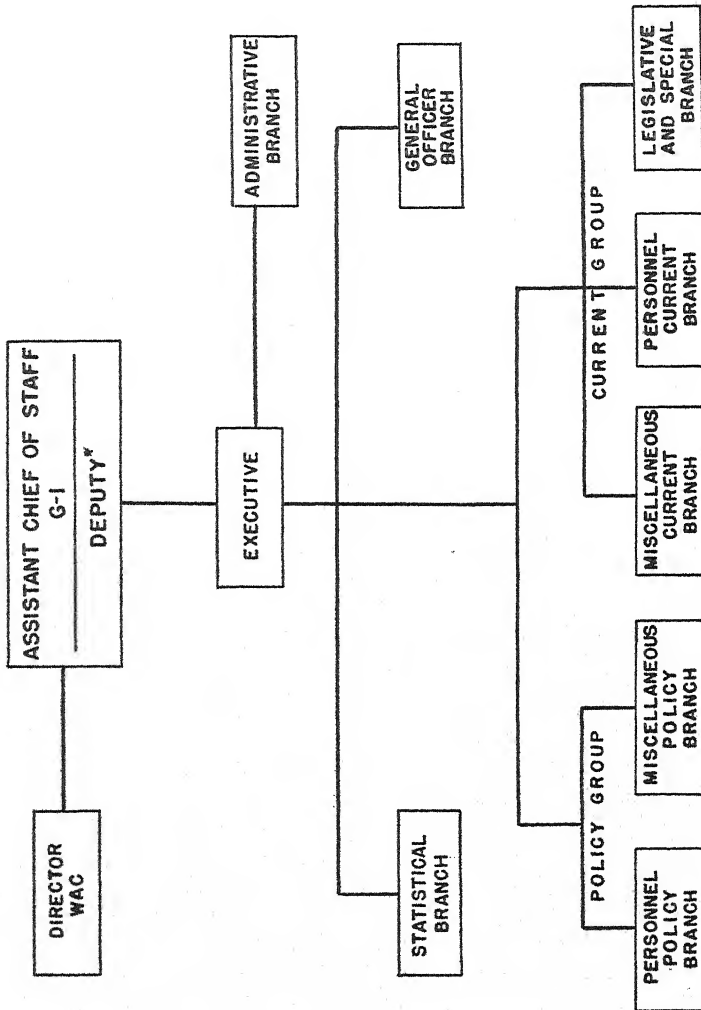 ASSISTANT CHIEF OF STAFF
G-1
DEPUTY*
DIRECTOR
WAC
EXECUTIVE
ADMINISTRATIVE
BRANCH
STATISTICAL
BRANCH
GENERAL
OFFICER
BRANCH
POLICY GROUP
CURRENT GROUP
PERSONNEL
POLICY
BRANCH
MISCELLANEOUS
POLICY
BRANCH
MISCELLANEOUS
CURRENT
BRANCH
PERSONNEL
CURRENT
BRANCH
LEGISLATIVE
AND SPECIAL
BRANCH